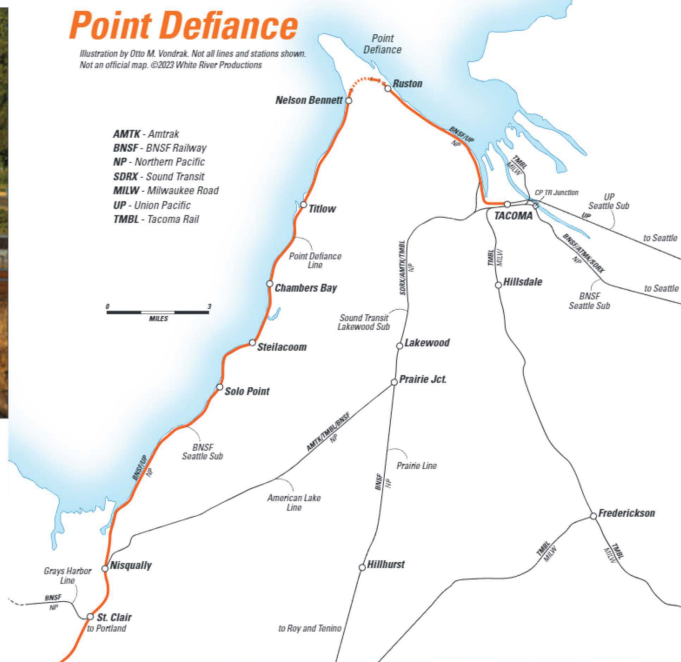 Point Defiance
Illustration by Otto M. Vondrak. Not all lines and stations shown.
Not an official map. ©2023 White River Productions
Point
Defiance
Ruston
Nelson Bennett
AMTK - Amtrak
BNSF - BNSF Railway
NP - Northern Pacific
SDRX - Sound Transit
MILW - Milwaukee Road
UP - Union Pacific
TMBL - Tacoma Rail
BNSF/UP
NP
TMBL
MILW
CP TR Junction
UP
Seattle Sub
UP
to Seattle
TACOMA
Titlow
BNSF/ATMK/SDRX
NP
SDRX/AMTK/TMBL
NP
TMBL
MILW
Point Defiance
Line
Hillsdale
to Seattle
Chambers Bay
BNSF
Seattle Sub
0
3
MILES
Sound Transit
Lakewood Sub
Steilacoom
Lakewood
Prairie Jct.
Solo Point
AMTK/TMBL/BNSF
NP
BNSF
Seattle Sub
BNSF/UP
NP
Prairie Line
BNSF
NP
American Lake
Line
Frederickson
TMBL
MILW
TMBL
MILW
Nisqually
Hillhurst
Grays Harbor
Line
BNSF
NP
St. Clair
to Portland
to Roy and Tenino